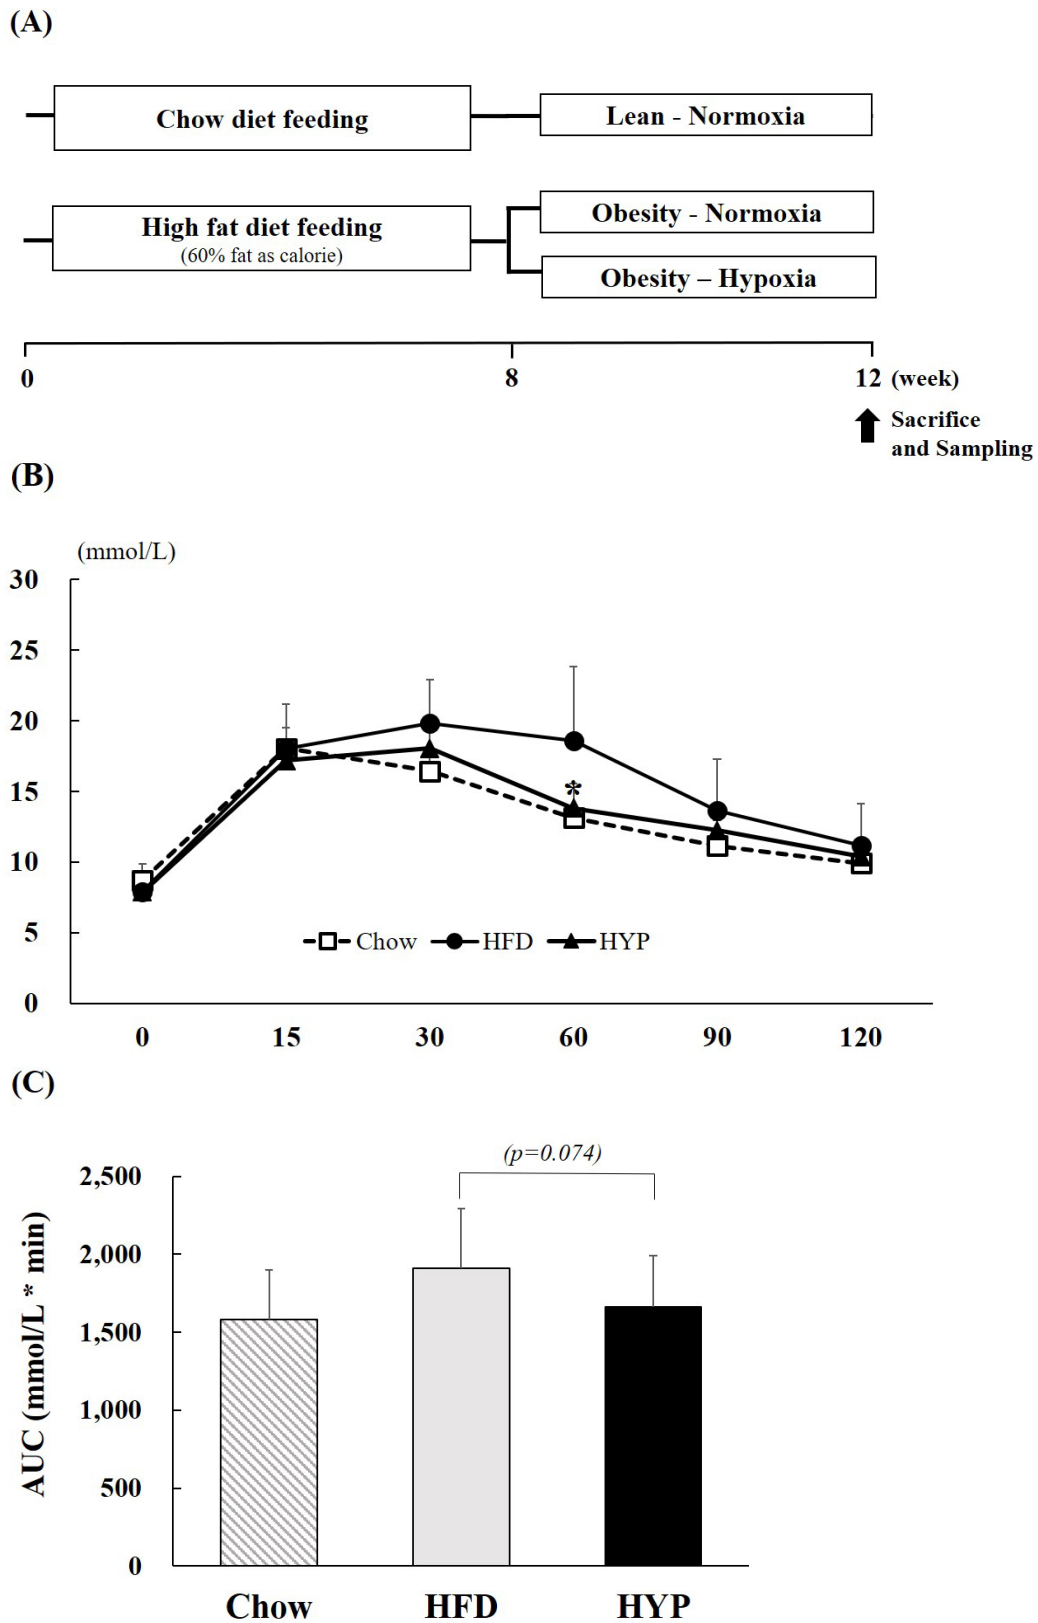 (A)
Chow diet feeding
Lean - Normoxia
High fat diet feeding
(60% fat as calorie)
Obesity - Normoxia
Obesity – Hypoxia
0
8
12 (week)
Sacrifice
and Sampling
(B)
(mmol/L)
30
25
20
15
10
5
0
*
Chow HFD HYP
0 15 30 60 90 120
(C)
(p=0.074)
AUC (mmol/L * min)
2,500
2,000
1,500
1,000
500
0
Chow HFD HYP